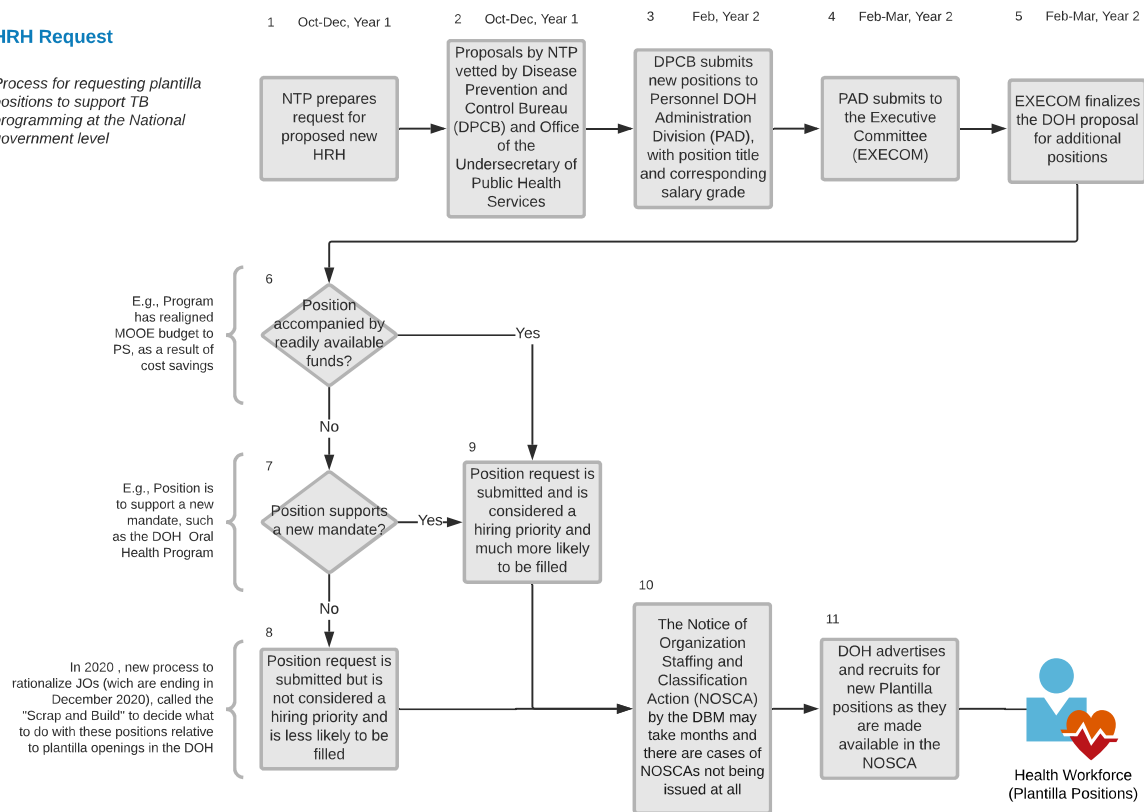 HRH Request
Process for requesting plantilla
positions to support TB
programming at the National
government level
1 Oct-Dec, Year 1
NTP prepares
request for
proposed new
HRH
2 Oct-Dec, Year 1
Proposals by NTP
vetted by Disease
Prevention and
Control Bureau
(DPCB) and Office
of the
Undersecretary of
Public Health
Services
3 Feb, Year 2
DPCB submits
new positions to
Personnel DOH
Administration
Division (PAD),
with position title
and corresponding
salary grade
4 Feb-Mar, Year 2
PAD submits to
the Executive
Committee
(EXECOM)
5 Feb-Mar, Year 2
EXECOM finalizes
the DOH proposal
for additional
positions
E.g., Program
has realigned
MOOE budget to
PS, as a result of
cost savings
6
Position
accompanied by
readily available
funds?
Yes
No
E.g., Position is
to support a new
mandate, such
as the DOH Oral
Health Program
7
Position supports
a new mandate?
Yes
No
9
Position request is
submitted and is
considered a
hiring priority and
much more likely
to be filled
In 2020 , new process to
rationalize JOs (wich are ending in
December 2020), called the
"Scrap and Build" to decide what
to do with these positions relative
to plantilla openings in the DOH
8
Position request is
submitted but is
not considered a
hiring priority and
is less likely to be
filled
10
The Notice of
Organization
Staffing and
Classification
Action (NOSCA)
by the DBM may
take months and
there are cases of
NOSCAs not being
issued at all
11
DOH advertises
and recruits for
new Plantilla
positions as they
are made
available in the
NOSCA
Health Workforce
(Plantilla Positions)